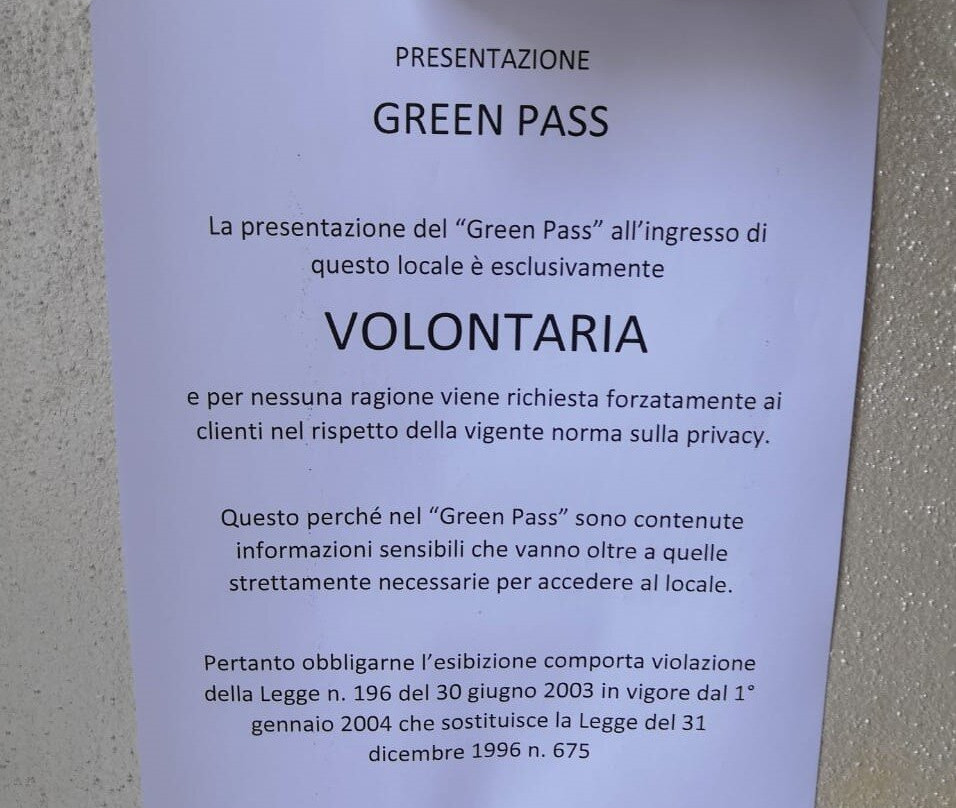 PRESENTAZIONE
GREEN PASS
La presentazione del “Green Pass” all’ingresso di
questo locale è esclusivamente
VOLONTARIA
e per nessuna ragione viene richiesta forzatamente ai
clienti nel rispetto della vigente norma sulla privacy.
Questo perché nel “Green Pass” sono contenute
informazioni sensibili che vanno oltre a quelle
strettamente necessarie per accedere al locale.
Pertanto obbligarne l’esibizione comporta violazione
della Legge n. 196 del 30 giugno 2003 in vigore dal 1°
gennaio 2004 che sostituisce la Legge del 31
dicembre 1996 n. 675